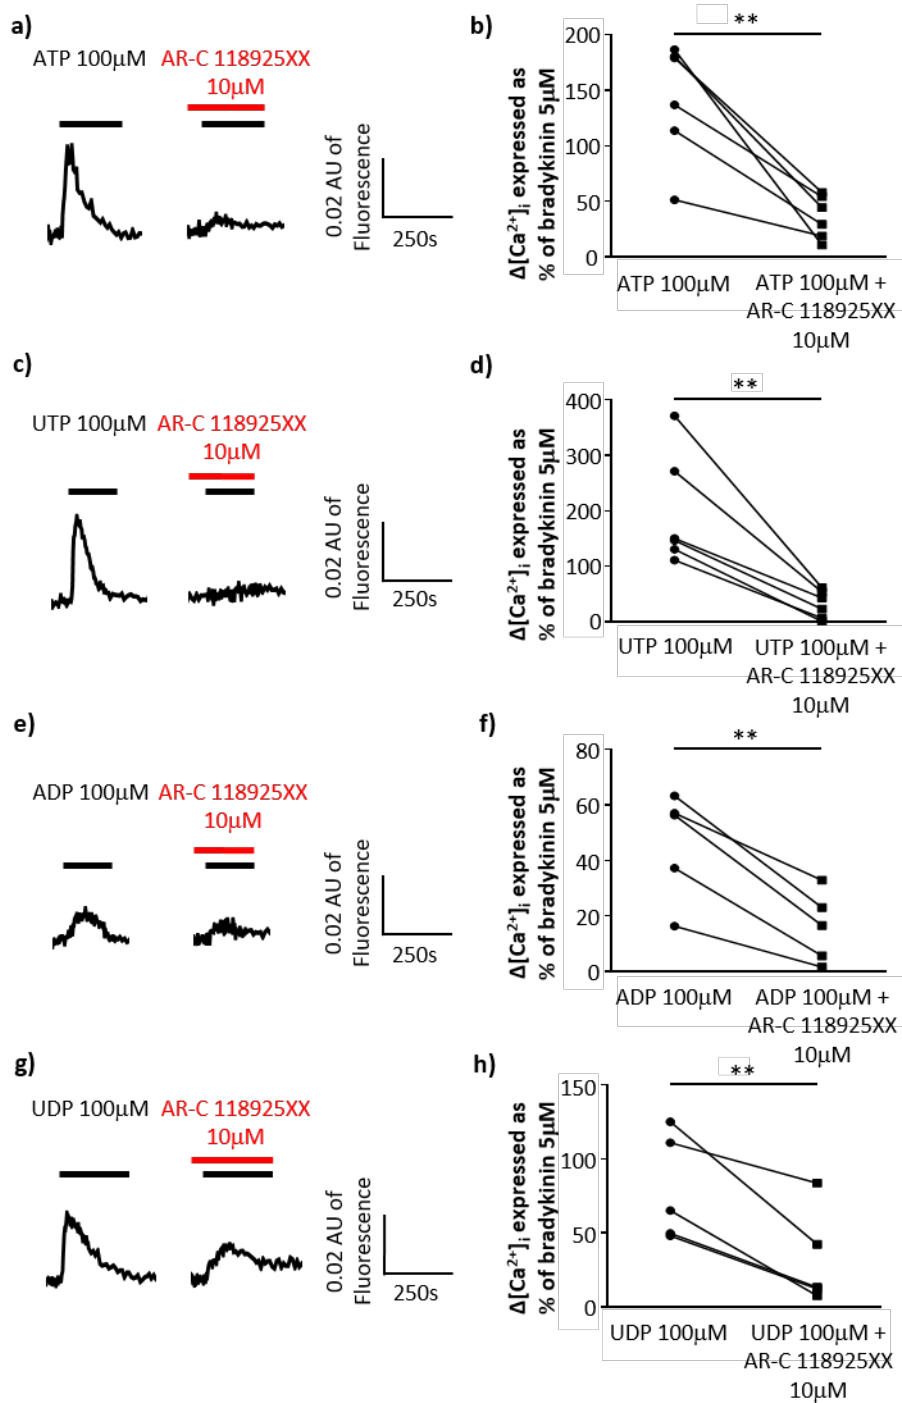 a)
ATP 100μM
AR-C 118925XX
10μM
0.02 AU of
Fluorescence
250s
b)
**
Δ[Ca²⁺]ᵢ expressed as
% of bradykinin 5μM
200
150
100
50
0
ATP 100μM
ATP 100μM +
AR-C 118925XX
10μM
c)
UTP 100μM
AR-C 118925XX
10μM
0.02 AU of
Fluorescence
250s
d)
**
Δ[Ca²⁺]ᵢ expressed as
% of bradykinin 5μM
400
300
200
100
0
UTP 100μM
UTP 100μM +
AR-C 118925XX
10μM
e)
ADP 100μM
AR-C 118925XX
10μM
0.02 AU of
Fluorescence
250s
f)
**
Δ[Ca²⁺]ᵢ expressed as
% of bradykinin 5μM
80
60
40
20
0
ADP 100μM
ADP 100μM +
AR-C 118925XX
10μM
g)
UDP 100μM
AR-C 118925XX
10μM
0.02 AU of
Fluorescence
250s
h)
**
Δ[Ca²⁺]ᵢ expressed as
% of bradykinin 5μM
150
100
50
0
UDP 100μM
UDP 100μM +
AR-C 118925XX
10μM